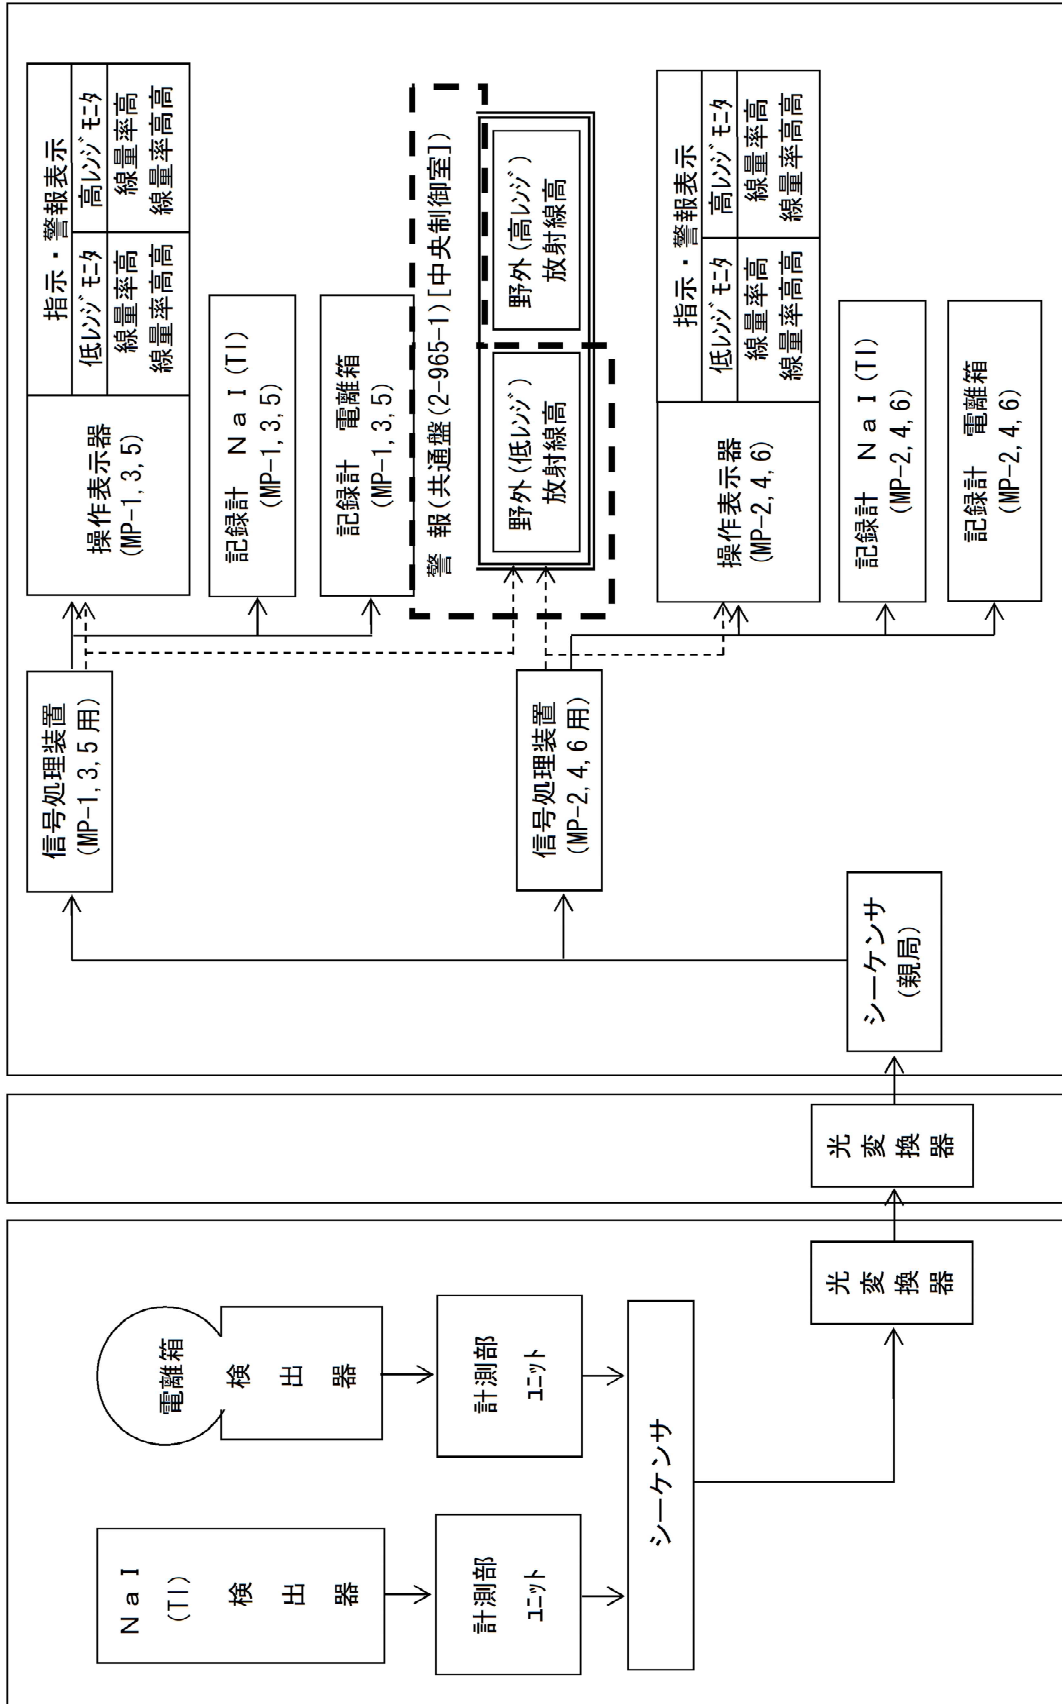 Ｎａ Ｉ
(Tl)
検
出
器
電離箱
検
出
器
計測部
ﾕﾆｯﾄ
計測部
ﾕﾆｯﾄ
シーケンサ
光
変
換
器
光
変
換
器
シーケンサ
(親局)
信号処理装置
(MP-1,3,5 用)
信号処理装置
(MP-2,4,6 用)
操作表示器
(MP-1,3,5)
指示・警報表示
低ﾚﾝｼﾞﾓﾆﾀ
高ﾚﾝｼﾞﾓﾆﾀ
線量率高
線量率高高
線量率高
線量率高高
記録計 Ｎａ Ｉ (Tl)
(MP-1,3,5)
記録計 電離箱
(MP-1,3,5)
警 報(共通盤(2-965-1)[中央制御室])
野外(低ﾚﾝｼﾞ)
放射線高
野外(高ﾚﾝｼﾞ)
放射線高
操作表示器
(MP-2,4,6)
指示・警報表示
低ﾚﾝｼﾞﾓﾆﾀ
高ﾚﾝｼﾞﾓﾆﾀ
線量率高
線量率高高
線量率高
線量率高高
記録計 Ｎａ Ｉ (Tl)
(MP-2,4,6)
記録計 電離箱
(MP-2,4,6)